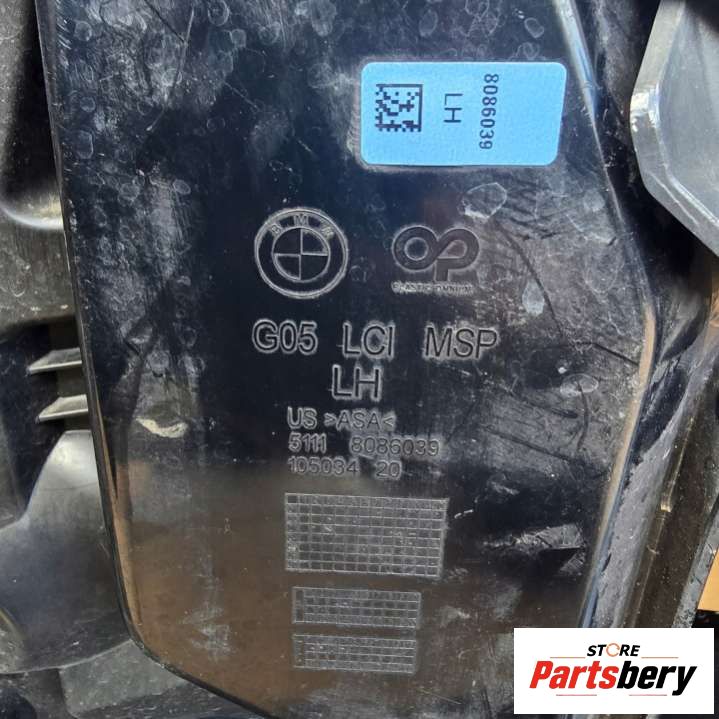 8086039
LH
BMW
OP
PLASTIC OMNIUM
G05 LCI MSP
LH
US >ASA<
5111 8086039
105034 20
STORE
Partsbery